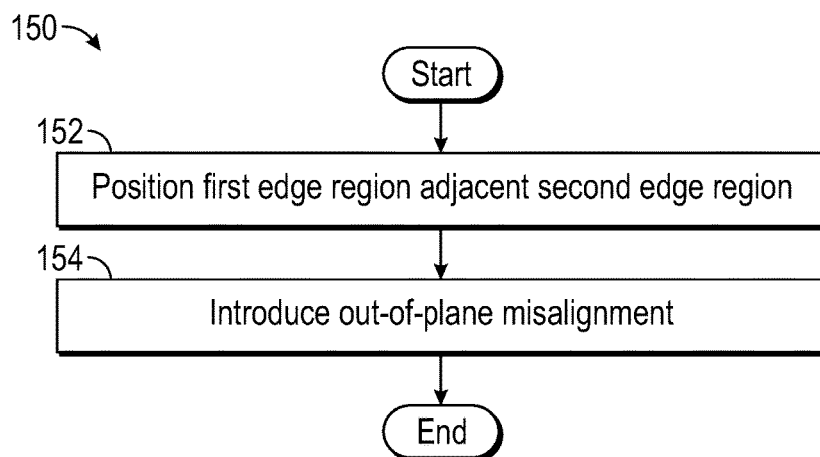 150
Start
152
Position first edge region adjacent second edge region
154
Introduce out-of-plane misalignment
End